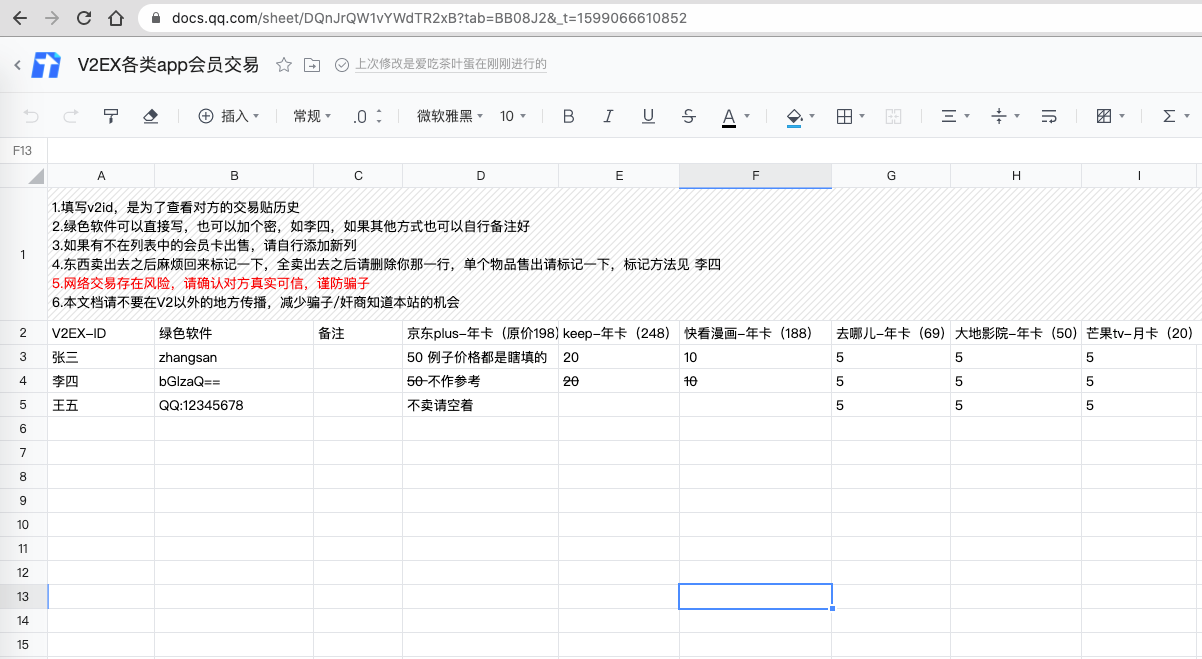 docs.qq.com/sheet/DQnJrQW1vYWdTR2xB?tab=BB08J2&_t=1599066610852
V2EX各类app会员交易 上次修改是爱吃茶叶蛋在刚刚进行的
插入 常规 .0 微软雅黑 10 B I U S A Σ
F13
A B C D E F G H I
1
1.填写v2id，是为了查看对方的交易贴历史
2.绿色软件可以直接写，也可以加个密，如李四，如果其他方式也可以自行备注好
3.如果有不在列表中的会员卡出售，请自行添加新列
4.东西卖出去之后麻烦回来标记一下，全卖出去之后请删除你那一行，单个物品售出请标记一下，标记方法见 李四
5.网络交易存在风险，请确认对方真实可信，谨防骗子
6.本文档请不要在V2以外的地方传播，减少骗子/奸商知道本站的机会
2 V2EX-ID 绿色软件 备注 京东plus-年卡（原价198） keep-年卡（248） 快看漫画-年卡（188） 去哪儿-年卡（69） 大地影院-年卡（50） 芒果tv-月卡（20）
3 张三 zhangsan 50 例子价格都是瞎填的 20 10 5 5 5
4 李四 bGlzaQ== 50 不作参考 20 10 5 5 5
5 王五 QQ:12345678 不卖请空着 5 5 5
6
7
8
9
10
11
12
13
14
15